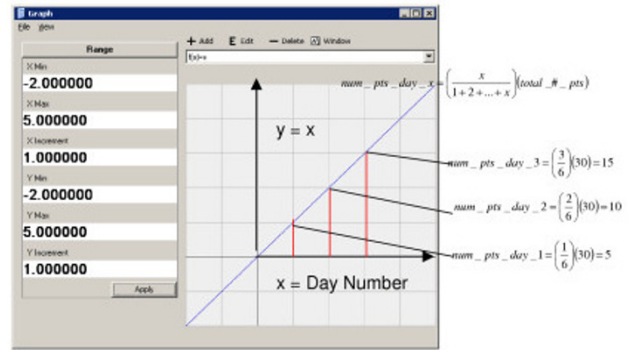 Graph
File View
Range
X Min
-2.000000
X Max
5.000000
X Increment
1.000000
Y Min
-2.000000
Y Max
5.000000
Y Increment
1.000000
Apply
+ Add E Edit − Delete Window
f(x)=x
y = x
x = Day Number
num_pts_day_x = (x / 1+2+...+x)(total_#_pts)
num_pts_day_3 = (3/6)(30) = 15
num_pts_day_2 = (2/6)(30) = 10
num_pts_day_1 = (1/6)(30) = 5